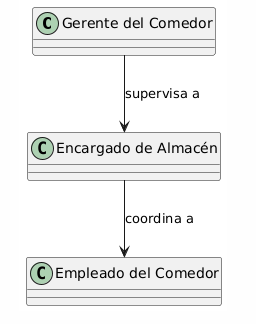 C Gerente del Comedor
supervisa a
C Encargado de Almacén
coordina a
C Empleado del Comedor